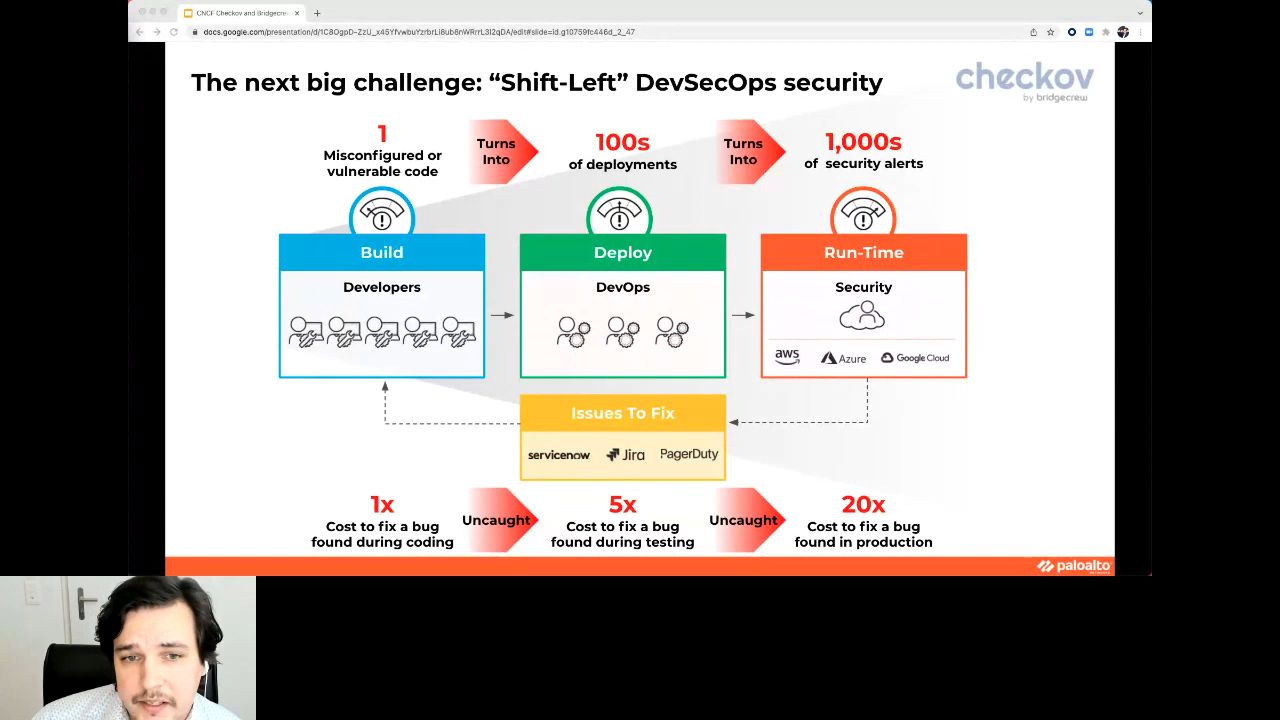 CNCF Checkov and Bridgecre
docs.google.com/presentation/d/1C8OgpD-ZzU_x45YfvwbuYzrbrLi8ub8nWRrL3l2qDA/edit#slide=id.g10759fc446d_2_47
The next big challenge: “Shift-Left” DevSecOps security
checkov
by bridgecrew
1
Misconfigured or
vulnerable code
Turns
Into
100s
of deployments
Turns
Into
1,000s
of security alerts
Build
Developers
Deploy
DevOps
Run-Time
Security
aws
Azure
Google Cloud
Issues To Fix
servicenow
Jira
PagerDuty
1x
Cost to fix a bug
found during coding
Uncaught
5x
Cost to fix a bug
found during testing
Uncaught
20x
Cost to fix a bug
found in production
paloalto